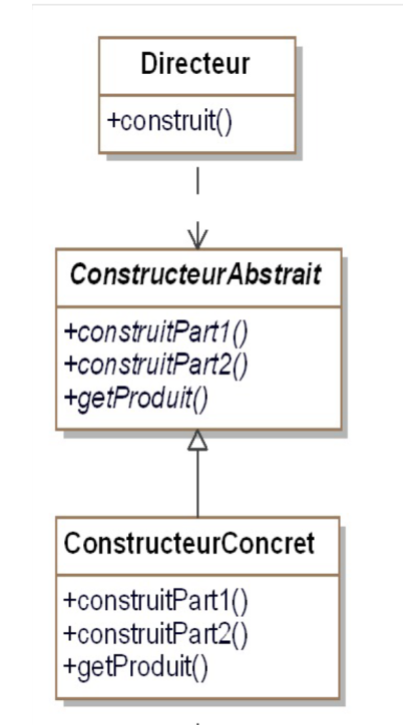 Directeur
+construit()
ConstructeurAbstrait
+construitPart1()
+construitPart2()
+getProduit()
ConstructeurConcret
+construitPart1()
+construitPart2()
+getProduit()